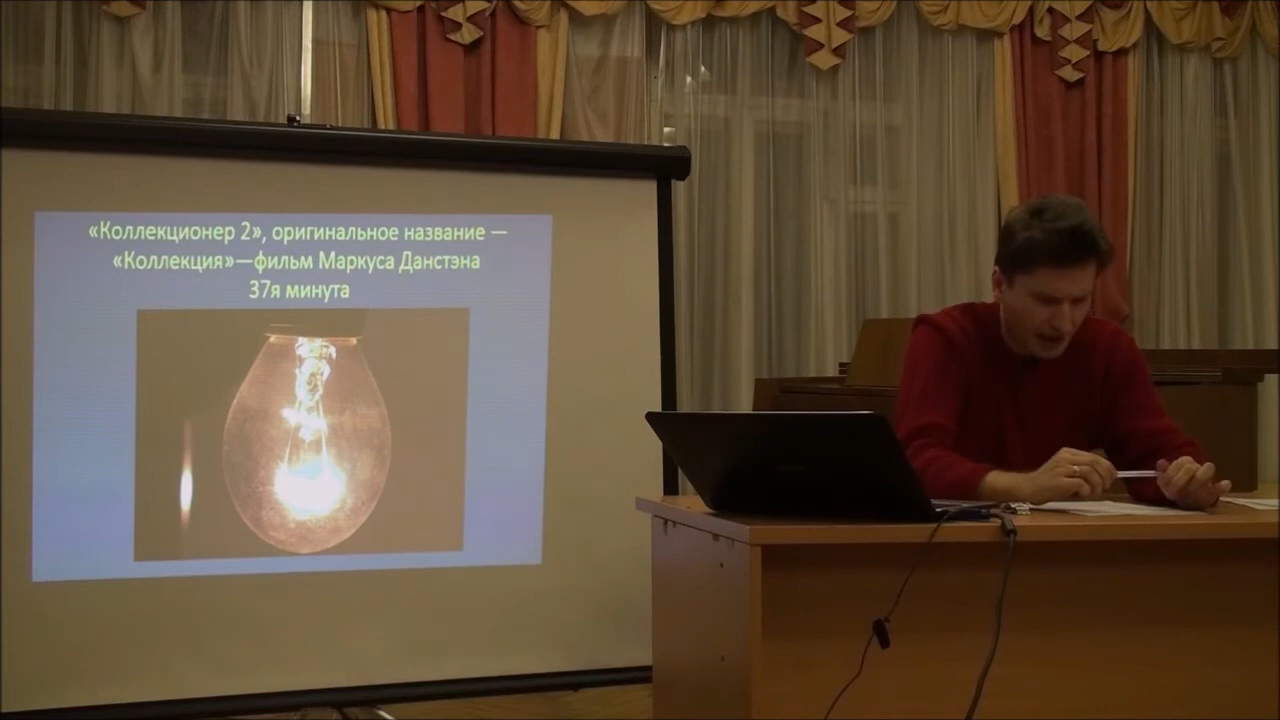 «Коллекционер 2», оригинальное название —
«Коллекция»—фильм Маркуса Данстэна
37я минута